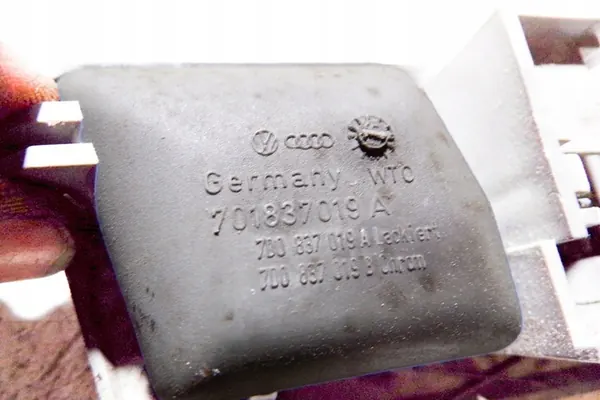 Germany WTO
701837019 A
7D0 837 019 A Lackiert
7D0 837 019 B Chrom